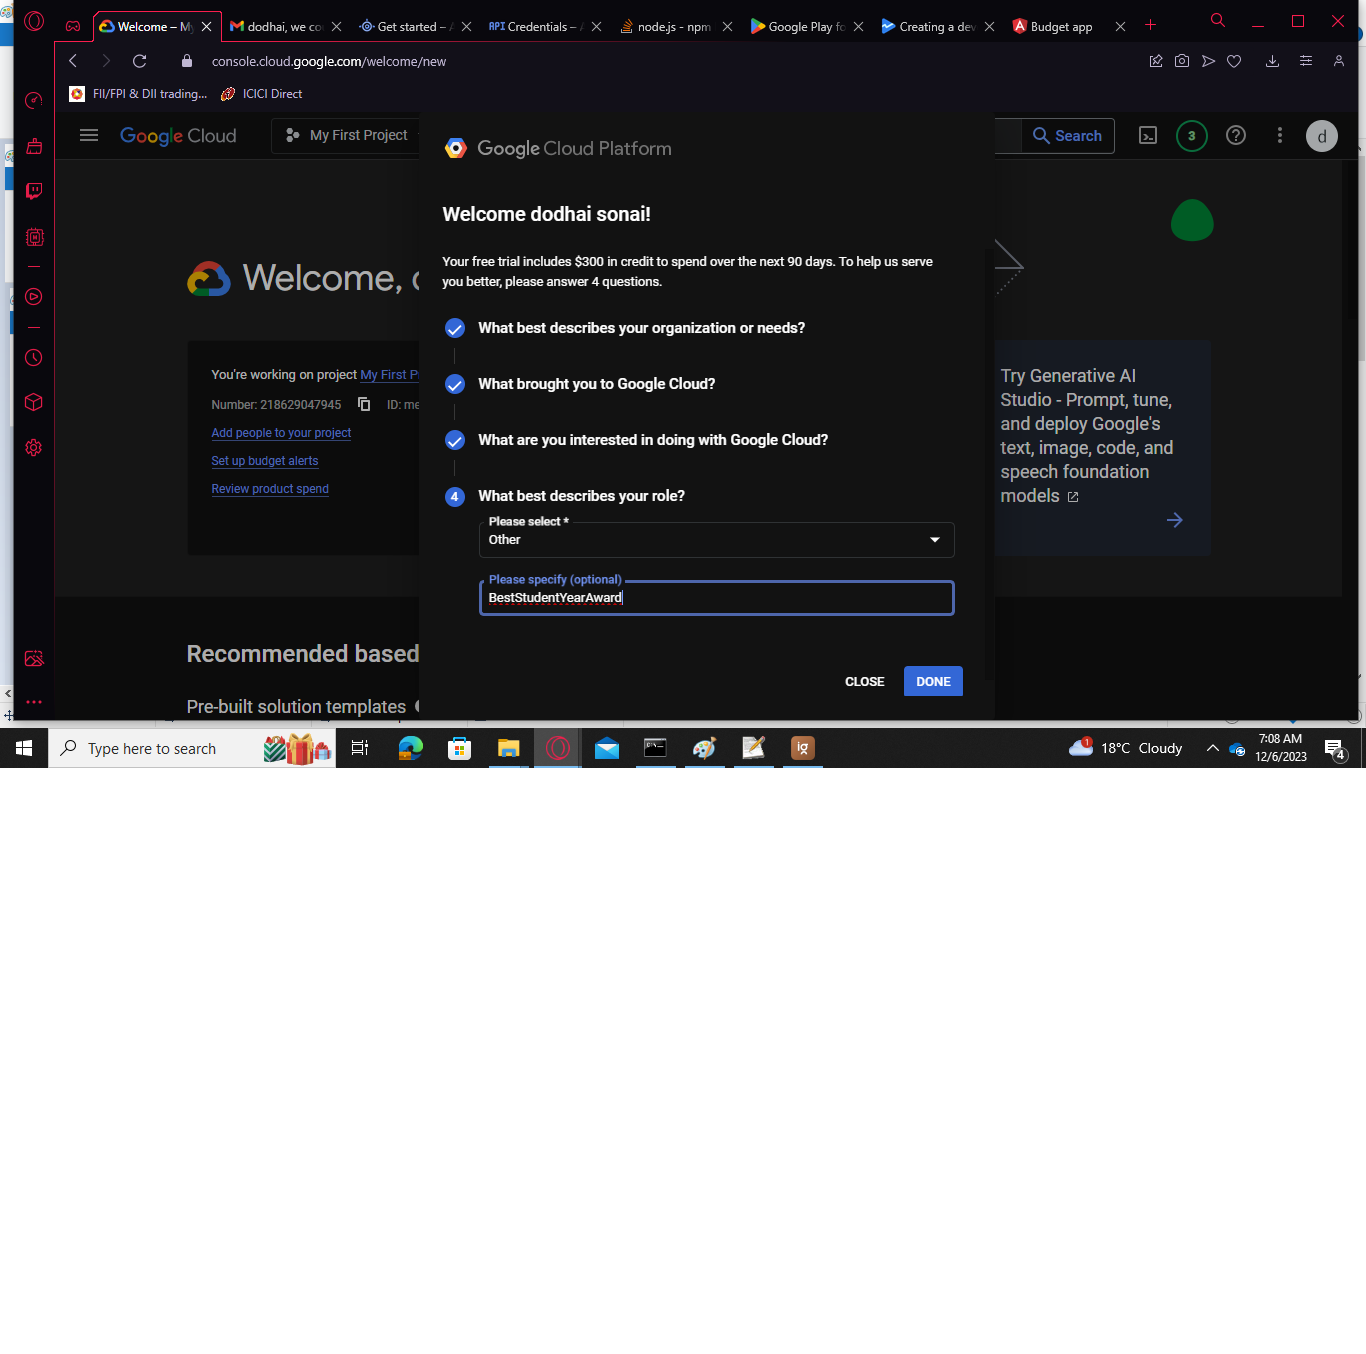 Welcome – My
dodhai, we co
Get started –
API Credentials –
node.js - npm
Google Play fo
Creating a dev
Budget app
console.cloud.google.com/welcome/new
FII/FPI & DII trading...
ICICI Direct
Google Cloud
My First Project
Search
3
d
Google Cloud Platform
Welcome dodhai sonai!
Your free trial includes $300 in credit to spend over the next 90 days. To help us serve
you better, please answer 4 questions.
Welcome,
What best describes your organization or needs?
What brought you to Google Cloud?
What are you interested in doing with Google Cloud?
4 What best describes your role?
Please select *
Other
Please specify (optional)
BestStudentYearAward
CLOSE
DONE
You're working on project My First P
Number: 218629047945
ID: me
Add people to your project
Set up budget alerts
Review product spend
Try Generative AI
Studio - Prompt, tune,
and deploy Google's
text, image, code, and
speech foundation
models
Recommended based
Pre-built solution templates
Type here to search
ig
1
18°C Cloudy
7:08 AM
12/6/2023
4